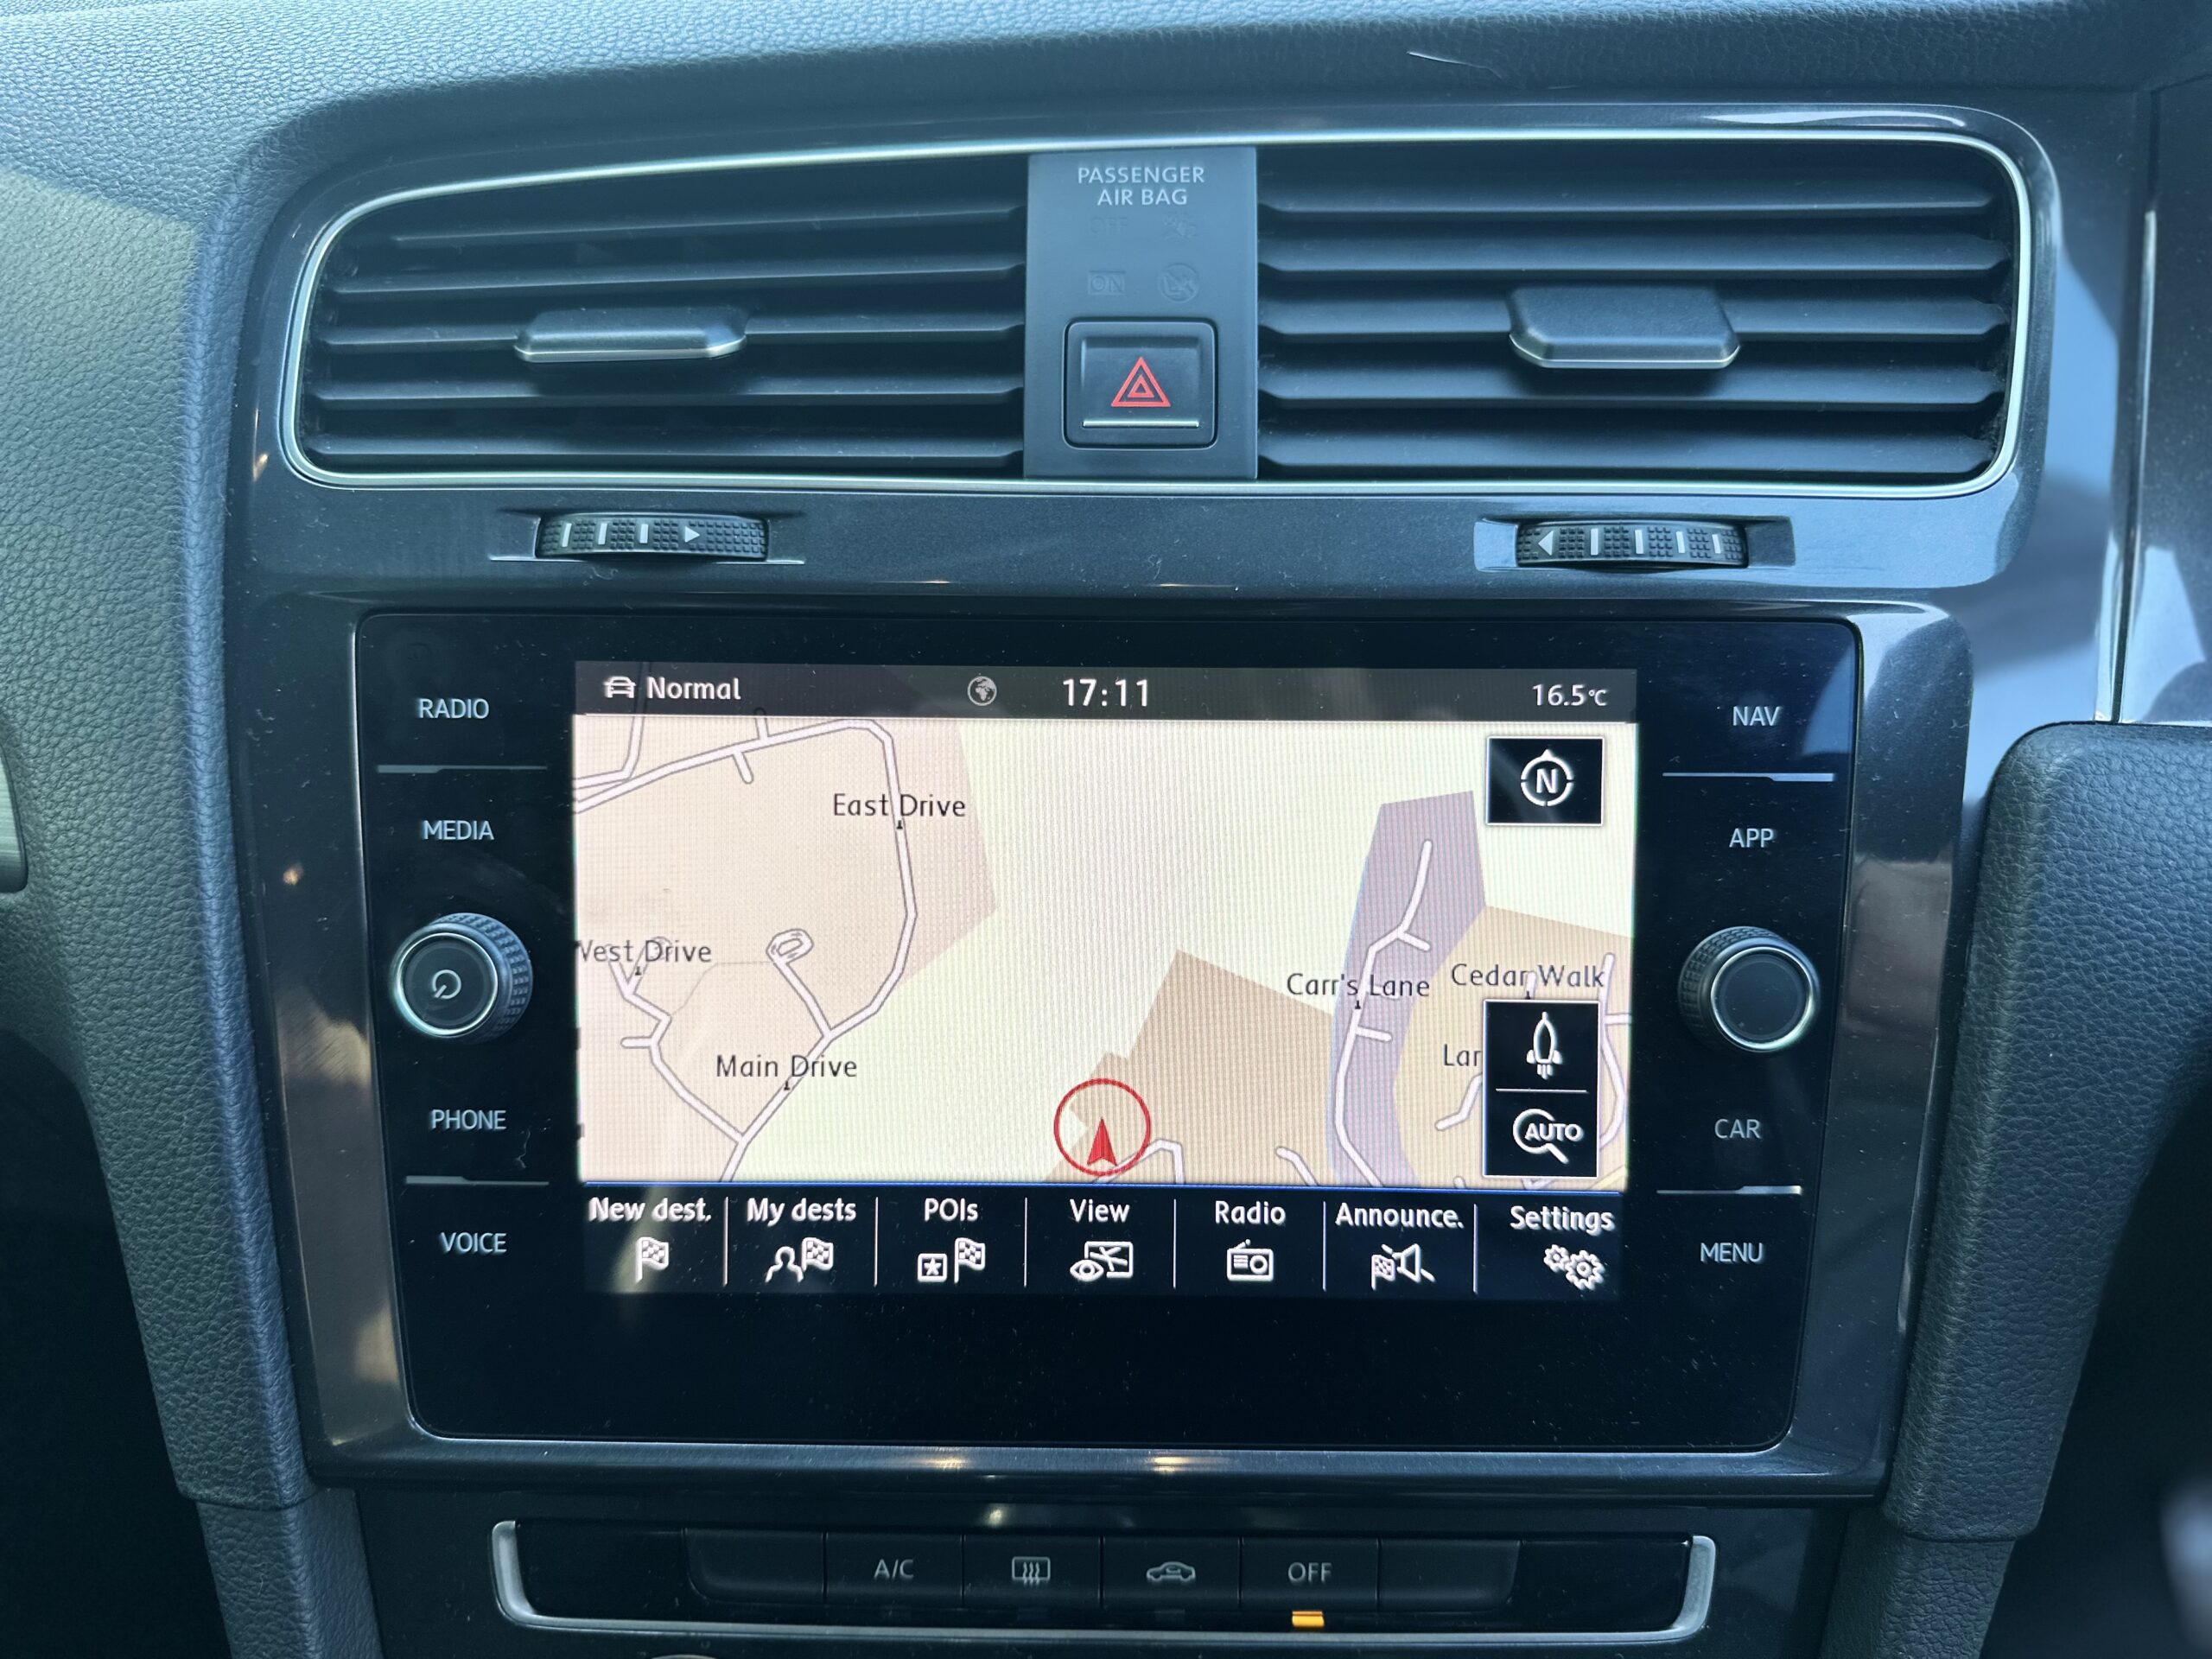 PASSENGER
AIR BAG
ON
Normal
17:11
16.5°C
RADIO
NAV
N
MEDIA
East Drive
APP
West Drive
Carr's Lane
Cedar Walk
Main Drive
Lar
AUTO
PHONE
CAR
New dest.
My dests
POIs
View
Radio
Announce.
Settings
VOICE
MENU
A/C
OFF